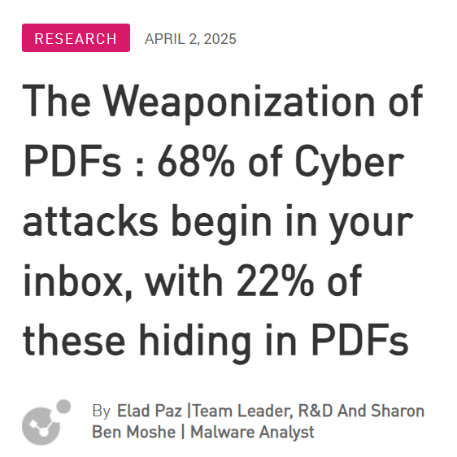 RESEARCH APRIL 2, 2025
The Weaponization of
PDFs : 68% of Cyber
attacks begin in your
inbox, with 22% of
these hiding in PDFs
By Elad Paz |Team Leader, R&D And Sharon
Ben Moshe | Malware Analyst